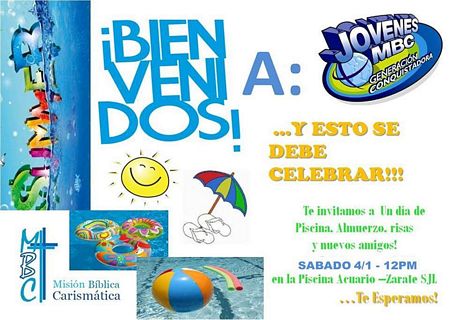 SUMMER
¡BIEN
VENI
DOS!
A:
JOVENES
MBC
GENERACIÓN
CONQUISTADORA
...Y ESTO SE
DEBE
CELEBRAR!!!
Te invitamos a Un día de
Piscina, Almuerzo, risas
y nuevos amigos!
SABADO 4/1 - 12PM
en la Piscina Acuario –Zarate SJL
...Te Esperamos!
MBC
Misión Bíblica
Carismática